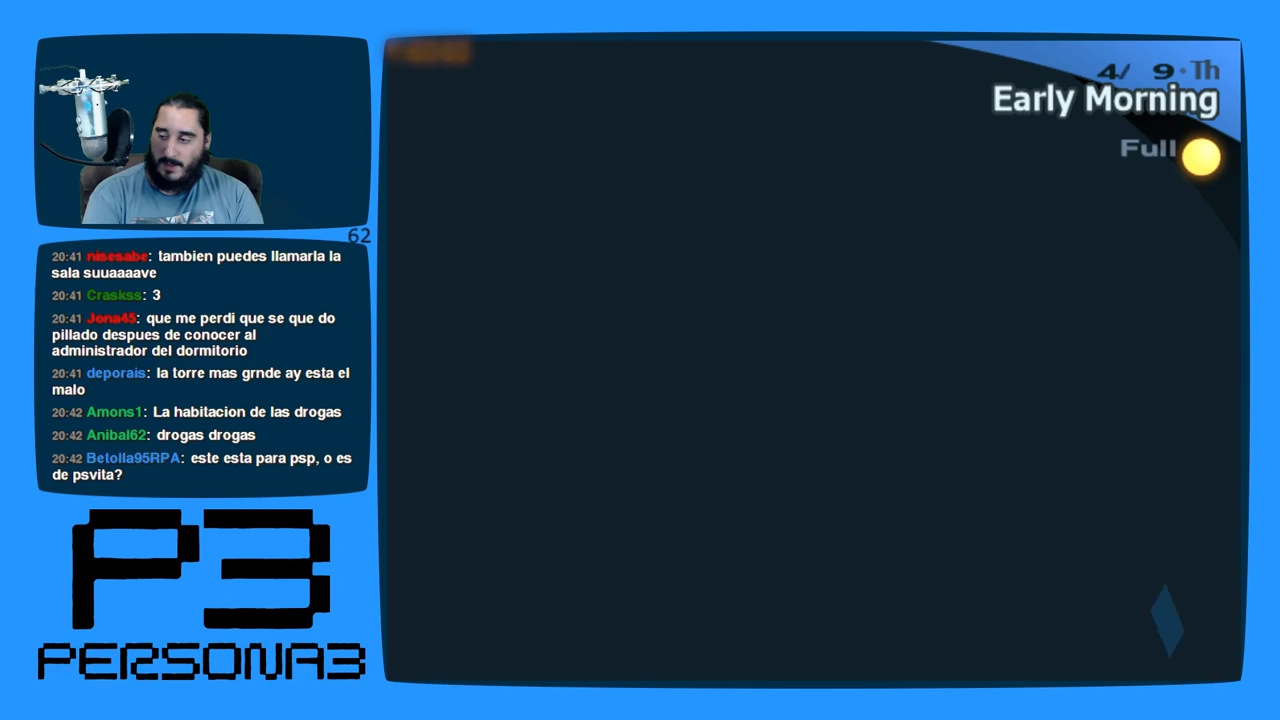 4/ 9·Th
Early Morning
Full
62
20:41 nisesabe: tambien puedes llamarla la
sala suuaaaave
20:41 Craskss: 3
20:41 Jona45: que me perdi que se que do
pillado despues de conocer al
administrador del dormitorio
20:41 deporais: la torre mas grnde ay esta el
malo
20:42 Amons1: La habitacion de las drogas
20:42 Anibal62: drogas drogas
20:42 Betolla95RPA: este esta para psp, o es
de psvita?
P3
PERSONA3